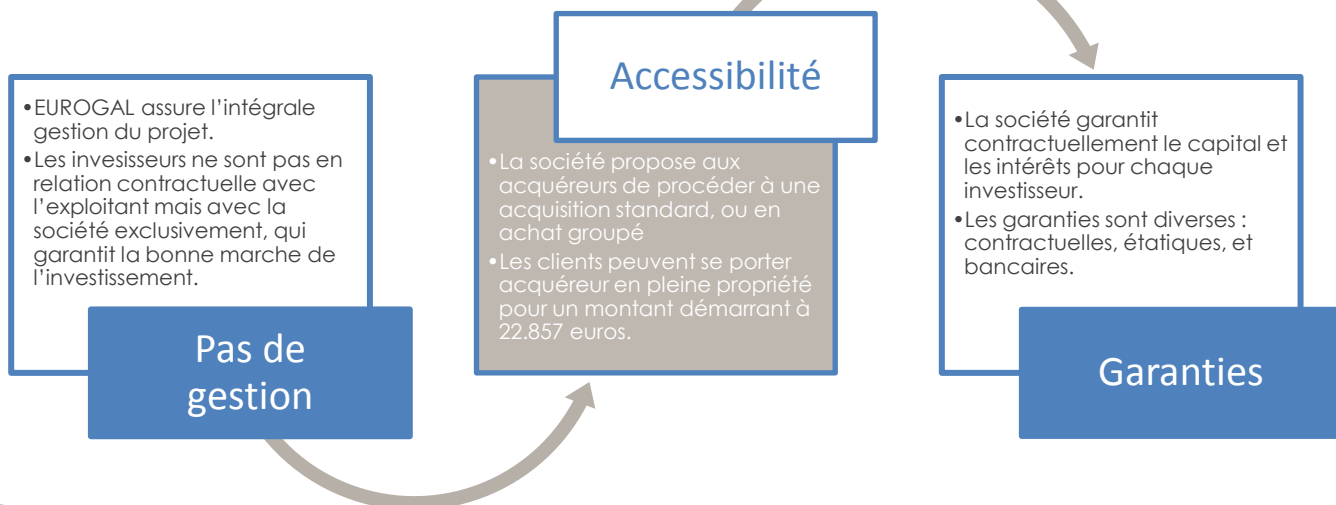 •EUROGAL assure l’intégrale
gestion du projet.
•Les invesisseurs ne sont pas en
relation contractuelle avec
l’exploitant mais avec la
société exclusivement, qui
garantit la bonne marche de
l’investissement.
Pas de
gestion
Accessibilité
•La société propose aux
acquéreurs de procéder à une
acquisition standard, ou en
achat groupé
•Les clients peuvent se porter
acquéreur en pleine propriété
pour un montant démarrant à
22.857 euros.
•La société garantit
contractuellement le capital et
les intérêts pour chaque
investisseur.
•Les garanties sont diverses :
contractuelles, étatiques, et
bancaires.
Garanties